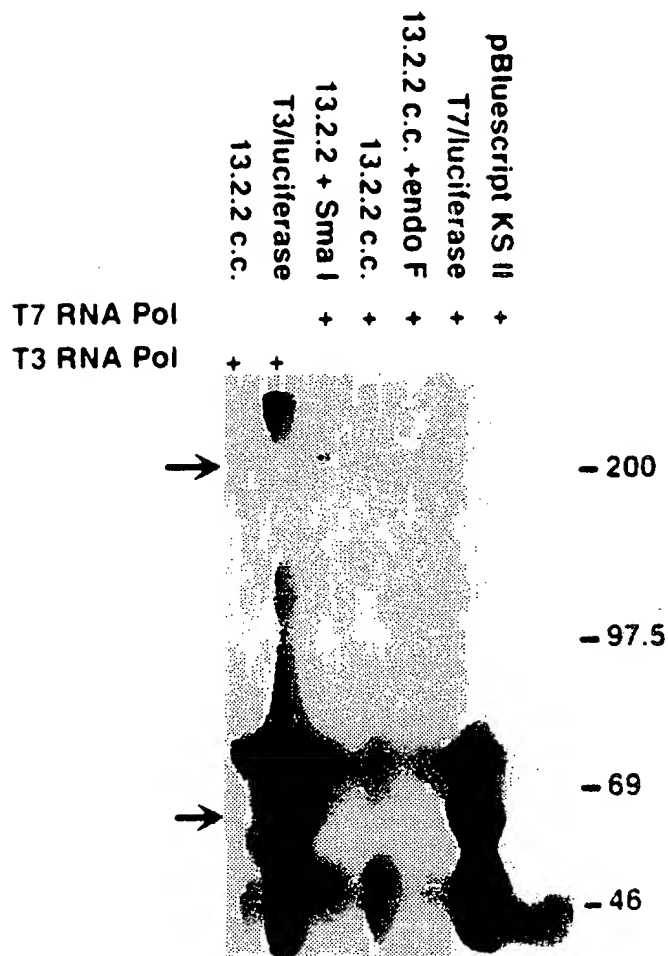 13.2.2 c.c.
T3/luciferase
13.2.2 + Sma I
13.2.2 c.c.
13.2.2 c.c. +endo F
T7/luciferase
pBluescript KS II
T7 RNA Pol + + + + +
T3 RNA Pol + +
– 200
– 97.5
– 69
– 46